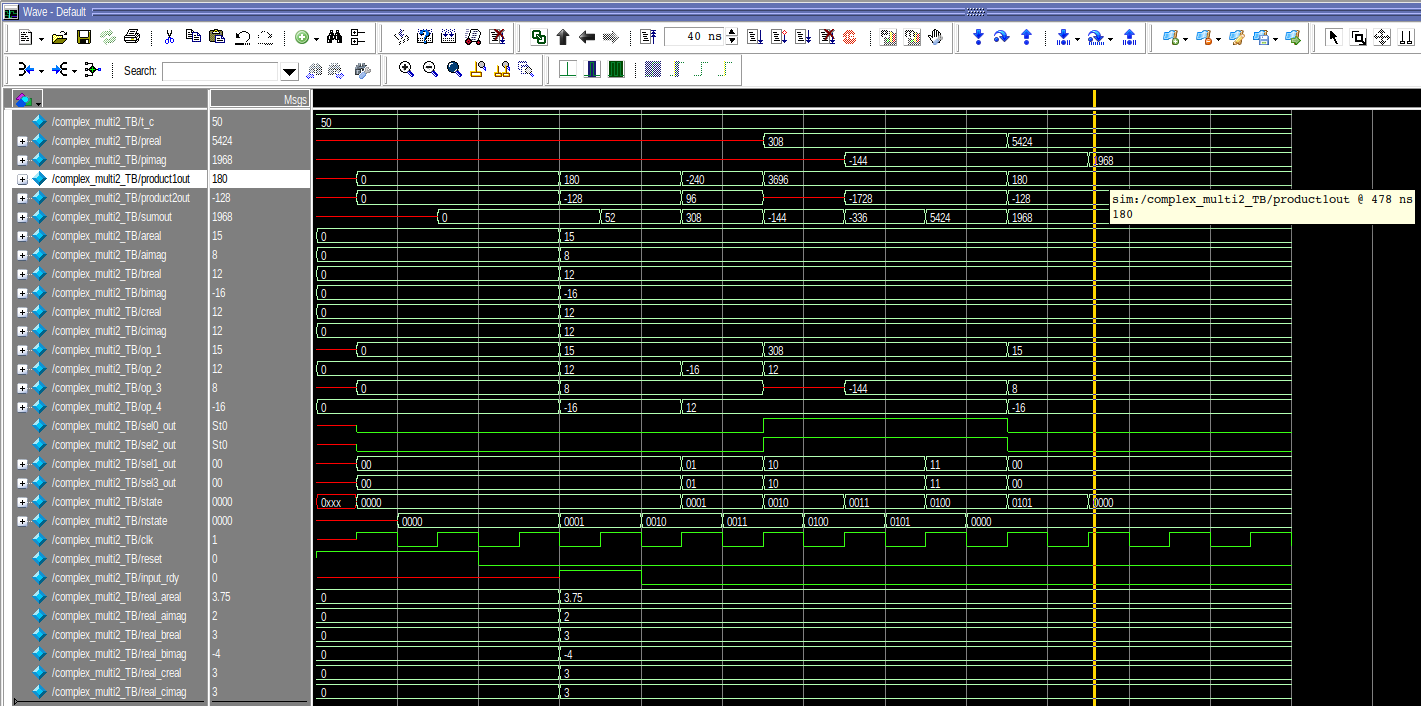 Wave - Default
40 ns
Search:
Msgs
/complex_multi2_TB/t_c 50 50
/complex_multi2_TB/preal 5424 308 5424
/complex_multi2_TB/pimag 1968 -144 1968
/complex_multi2_TB/product1out 180 0 180 -240 3696 180
/complex_multi2_TB/product2out -128 0 -128 96 -1728 -128
/complex_multi2_TB/sumout 1968 0 52 308 -144 -336 5424 1968
sim:/complex_multi2_TB/product1out @ 478 ns
180
/complex_multi2_TB/areal 15 0 15
/complex_multi2_TB/aimag 8 0 8
/complex_multi2_TB/breal 12 0 12
/complex_multi2_TB/bimag -16 0 -16
/complex_multi2_TB/creal 12 0 12
/complex_multi2_TB/cimag 12 0 12
/complex_multi2_TB/op_1 15 0 15 308 15
/complex_multi2_TB/op_2 12 0 12 -16 12
/complex_multi2_TB/op_3 8 0 8 -144 8
/complex_multi2_TB/op_4 -16 0 -16 12 -16
/complex_multi2_TB/sel0_out St0
/complex_multi2_TB/sel2_out St0
/complex_multi2_TB/sel1_out 00 00 01 10 11 00
/complex_multi2_TB/sel3_out 00 00 01 10 11 00
/complex_multi2_TB/state 0000 0xxx 0000 0001 0010 0011 0100 0101 0000
/complex_multi2_TB/nstate 0000 0000 0001 0010 0011 0100 0101 0000
/complex_multi2_TB/clk 1
/complex_multi2_TB/reset 0
/complex_multi2_TB/input_rdy 0
/complex_multi2_TB/real_areal 3.75 0 3.75
/complex_multi2_TB/real_aimag 2 0 2
/complex_multi2_TB/real_breal 3 0 3
/complex_multi2_TB/real_bimag -4 0 -4
/complex_multi2_TB/real_creal 3 0 3
/complex_multi2_TB/real_cimag 3 0 3